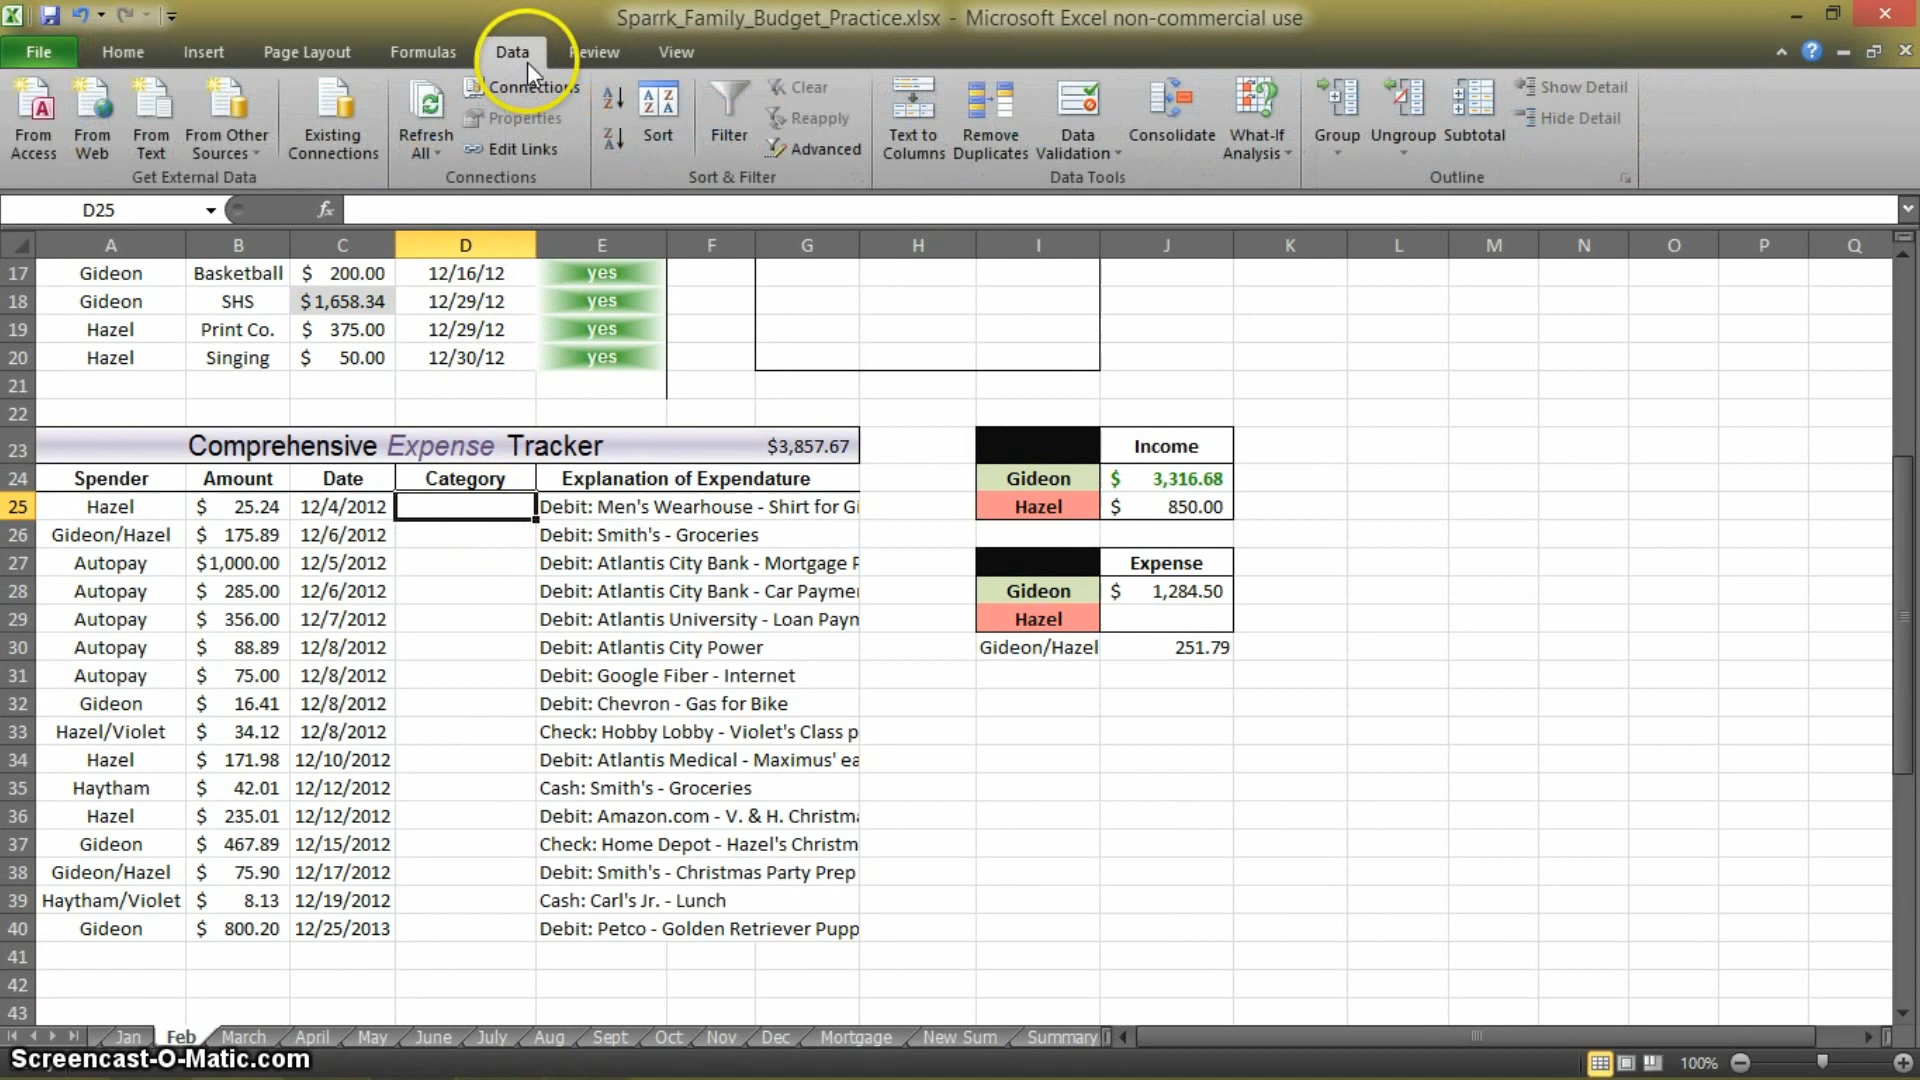 Sparrk_Family_Budget_Practice.xlsx - Microsoft Excel non-commercial use
File Home Insert Page Layout Formulas Data Review View
From Access From Web From Text From Other Sources Existing Connections Refresh All Connections Properties Edit Links Sort Filter Clear Reapply Advanced Text to Columns Remove Duplicates Data Validation Consolidate What-If Analysis Group Ungroup Subtotal Show Detail Hide Detail
Get External Data Connections Sort & Filter Data Tools Outline
D25 fx
A B C D E F G H I J K L M N O P Q
17 Gideon Basketball $ 200.00 12/16/12 yes
18 Gideon SHS $1,658.34 12/29/12 yes
19 Hazel Print Co. $ 375.00 12/29/12 yes
20 Hazel Singing $ 50.00 12/30/12 yes
21
22
23 Comprehensive Expense Tracker $3,857.67 Income
24 Spender Amount Date Category Explanation of Expendature Gideon $ 3,316.68
25 Hazel $ 25.24 12/4/2012 Debit: Men's Wearhouse - Shirt for Gi Hazel $ 850.00
26 Gideon/Hazel $ 175.89 12/6/2012 Debit: Smith's - Groceries
27 Autopay $1,000.00 12/5/2012 Debit: Atlantis City Bank - Mortgage P Expense
28 Autopay $ 285.00 12/6/2012 Debit: Atlantis City Bank - Car Paymer Gideon $ 1,284.50
29 Autopay $ 356.00 12/7/2012 Debit: Atlantis University - Loan Payn Hazel
30 Autopay $ 88.89 12/8/2012 Debit: Atlantis City Power Gideon/Hazel 251.79
31 Autopay $ 75.00 12/8/2012 Debit: Google Fiber - Internet
32 Gideon $ 16.41 12/8/2012 Debit: Chevron - Gas for Bike
33 Hazel/Violet $ 34.12 12/8/2012 Check: Hobby Lobby - Violet's Class p
34 Hazel $ 171.98 12/10/2012 Debit: Atlantis Medical - Maximus' ea
35 Haytham $ 42.01 12/12/2012 Cash: Smith's - Groceries
36 Hazel $ 235.01 12/12/2012 Debit: Amazon.com - V. & H. Christma
37 Gideon $ 467.89 12/15/2012 Check: Home Depot - Hazel's Christm
38 Gideon/Hazel $ 75.90 12/17/2012 Debit: Smith's - Christmas Party Prep
39 Haytham/Violet $ 8.13 12/19/2012 Cash: Carl's Jr. - Lunch
40 Gideon $ 800.20 12/25/2013 Debit: Petco - Golden Retriever Pupp
41
42
43
Jan Feb March April May June July Aug Sept Oct Nov Dec Mortgage New Sum Summary
Screencast-O-Matic.com 100%